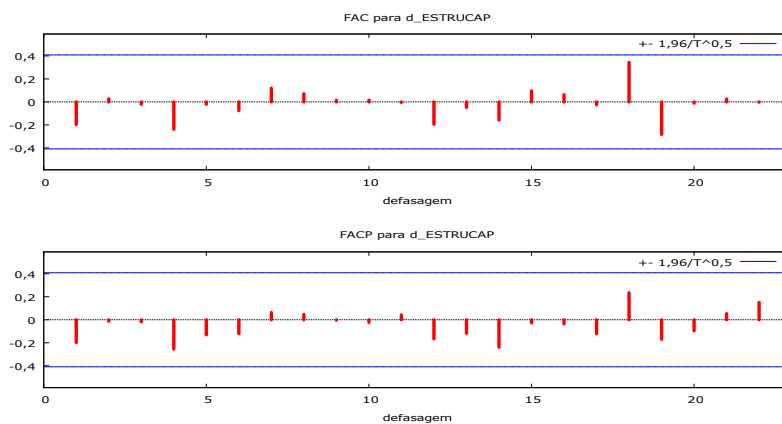 FAC para d_ESTRUCAP
+- 1,96/T^0,5
0,4
0,2
0
-0,2
-0,4
0 5 10 15 20
defasagem
FACP para d_ESTRUCAP
+- 1,96/T^0,5
0,4
0,2
0
-0,2
-0,4
0 5 10 15 20
defasagem